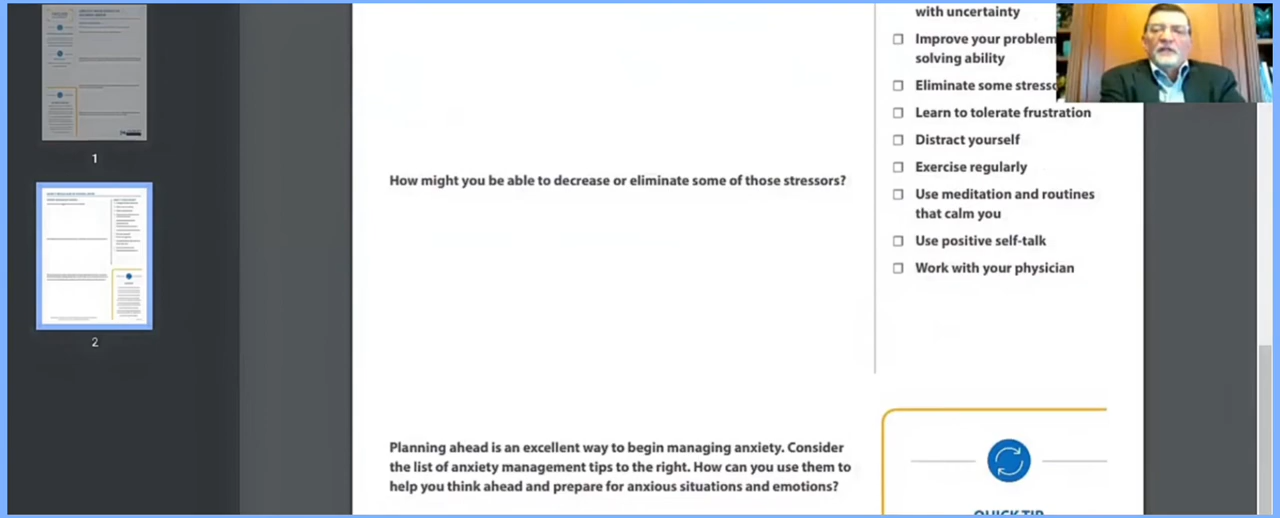 1
2
How might you be able to decrease or eliminate some of those stressors?
Planning ahead is an excellent way to begin managing anxiety. Consider
the list of anxiety management tips to the right. How can you use them to
help you think ahead and prepare for anxious situations and emotions?
with uncertainty
Improve your problem
solving ability
Eliminate some
Learn to tolerate frustration
Distract yourself
Exercise regularly
Use meditation and routines
that calm you
Use positive self-talk
Work with your physician
QUICK TIP